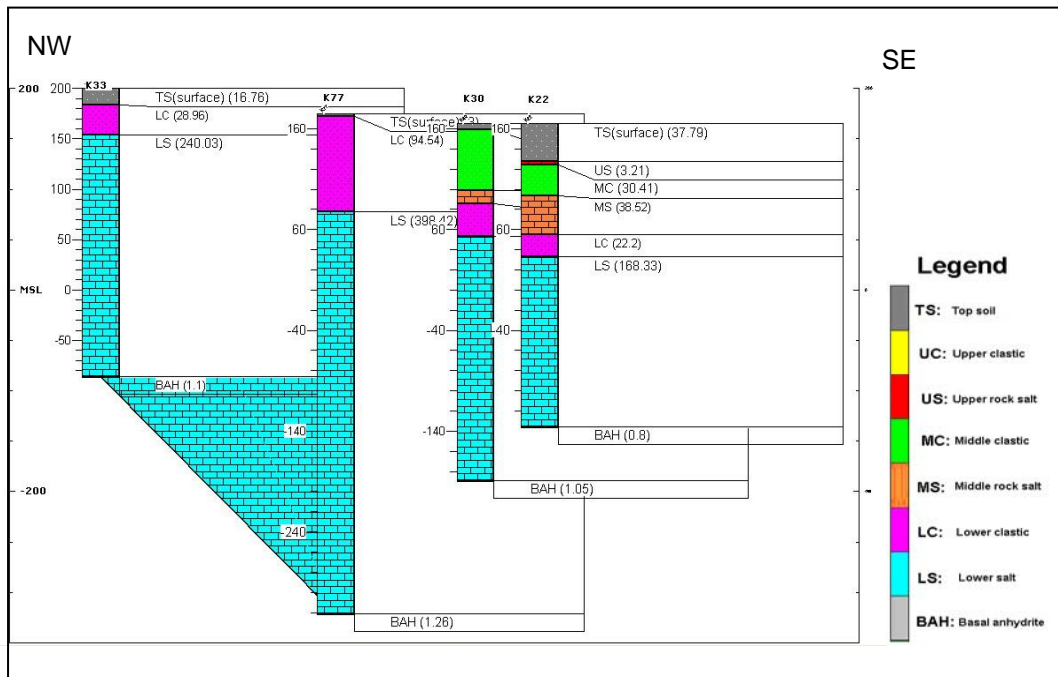 NW
SE
200
K33
TS(surface) (16.76)
LC (28.96)
LS (240.03)
BAH (1.1)
200
150
100
50
0
-50
MSL
-200
K77
TS(surface)
LC (94.54)
LS (398.42)
BAH (1.26)
160
60
-40
-140
-240
K30
160
60
-40
-140
BAH (1.05)
K22
160
60
-40
TS(surface) (37.79)
US (3.21)
MC (30.41)
MS (38.52)
LC (22.2)
LS (168.33)
BAH (0.8)
Legend
TS: Top soil
UC: Upper clastic
US: Upper rock salt
MC: Middle clastic
MS: Middle rock salt
LC: Lower clastic
LS: Lower salt
BAH: Basal anhydrite